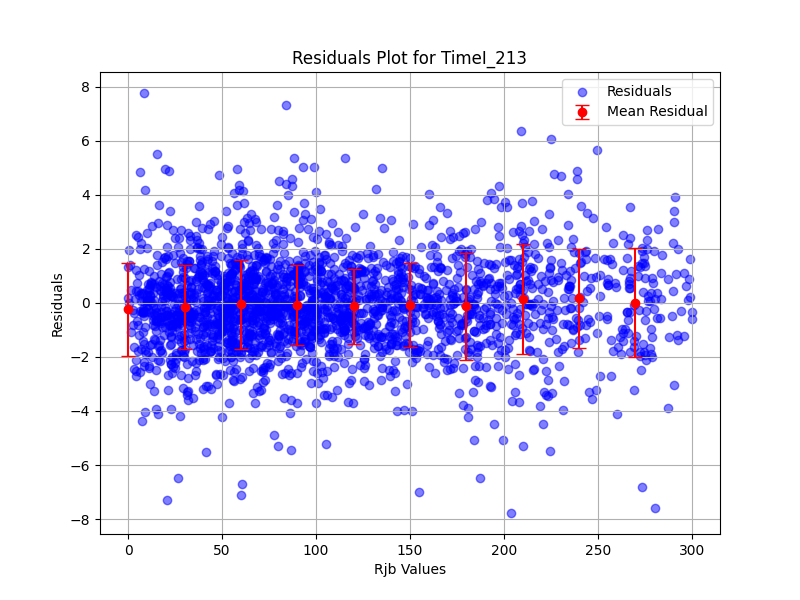 Residuals Plot for TimeI_213
Residuals
Mean Residual
8
6
4
2
0
−2
−4
−6
−8
Residuals
0 50 100 150 200 250 300
Rjb Values